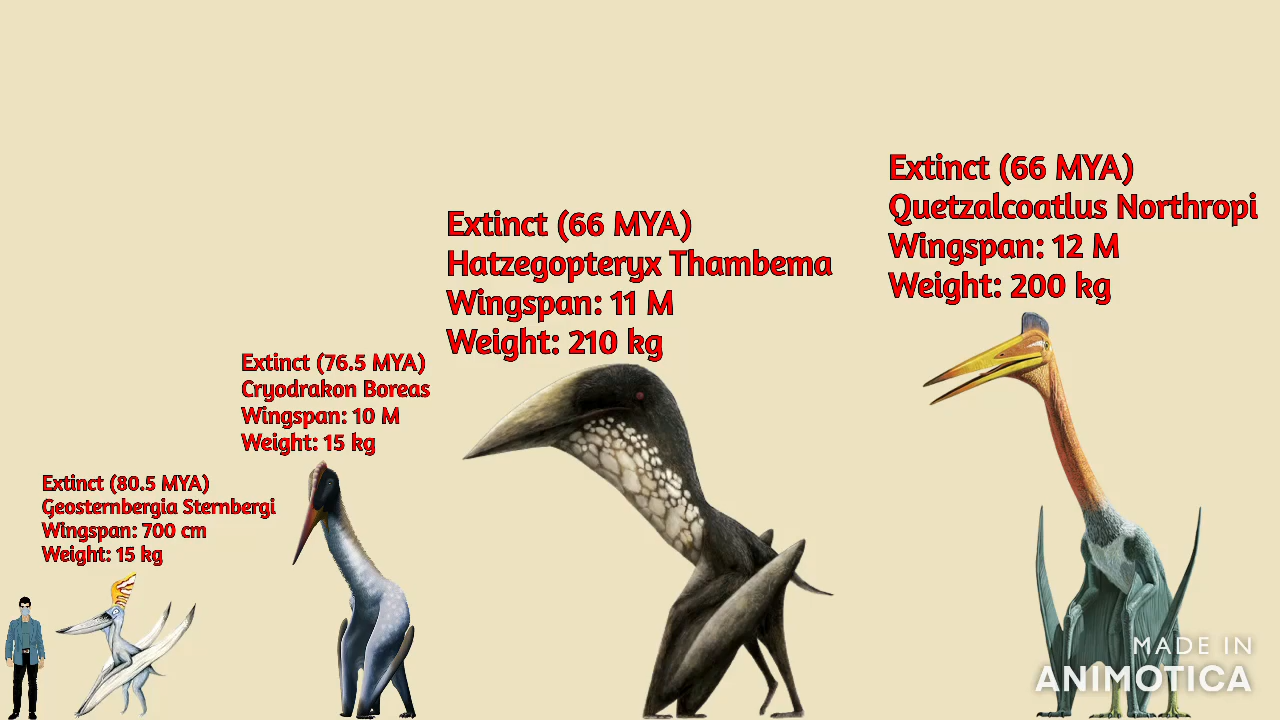 Extinct (80.5 MYA)
Geosternbergia Sternbergi
Wingspan: 700 cm
Weight: 15 kg
Extinct (76.5 MYA)
Cryodrakon Boreas
Wingspan: 10 M
Weight: 15 kg
Extinct (66 MYA)
Hatzegopteryx Thambema
Wingspan: 11 M
Weight: 210 kg
Extinct (66 MYA)
Quetzalcoatlus Northropi
Wingspan: 12 M
Weight: 200 kg
MADE IN
ANIMOTICA